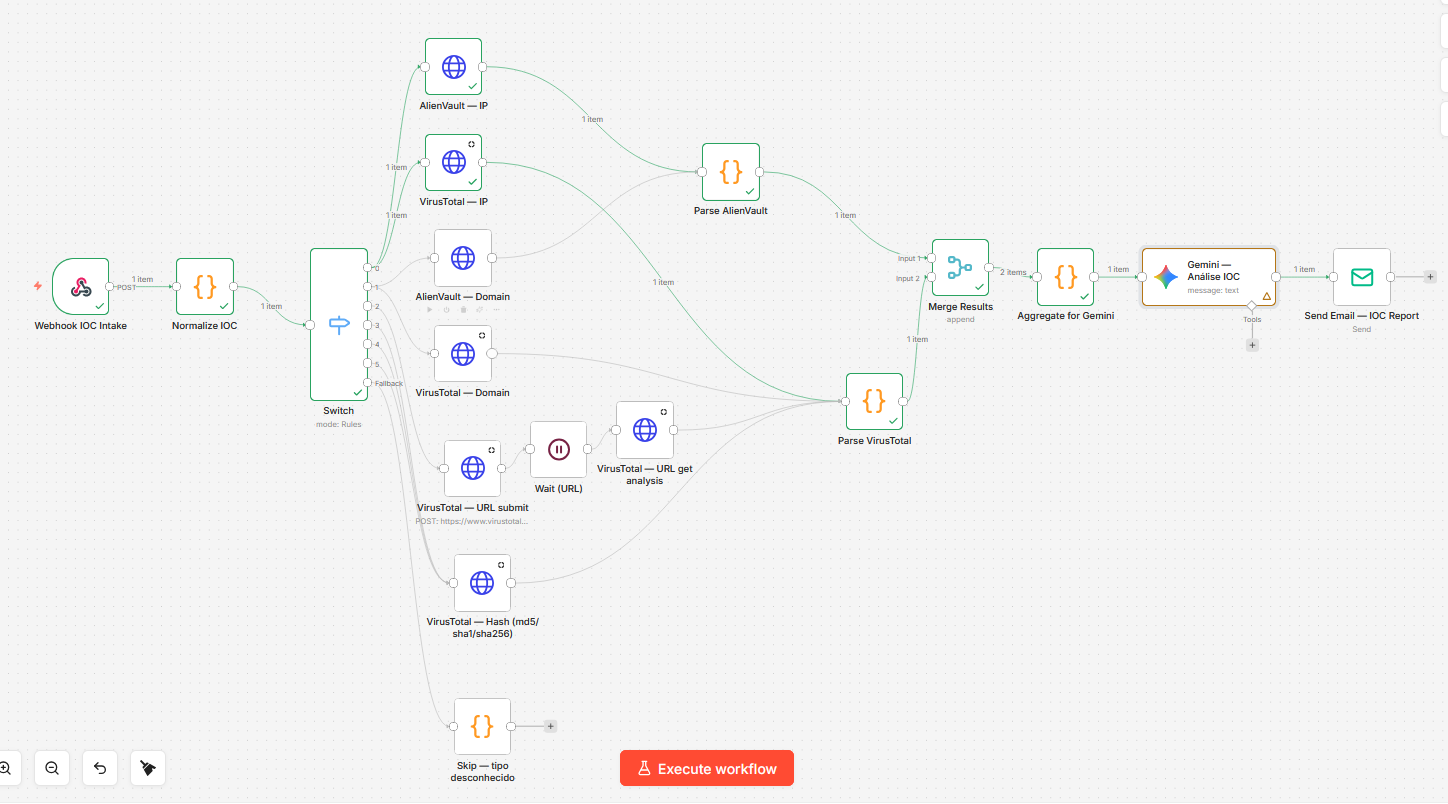 AlienVault — IP
1 item
1 item
VirusTotal — IP
1 item
Parse AlienVault
1 item
1 item
AlienVault — Domain
Webhook IOC Intake
POST
1 item
Normalize IOC
1 item
0
1
2
3
4
5
Fallback
Switch
mode: Rules
VirusTotal — Domain
1 item
Input 1
Input 2
Merge Results
append
2 items
Aggregate for Gemini
1 item
Gemini —
Análise IOC
message: text
Tools
1 item
Send Email — IOC Report
Send
1 item
Parse VirusTotal
VirusTotal — URL submit
POST: https://www.virustotal...
Wait (URL)
VirusTotal — URL get
analysis
VirusTotal — Hash (md5/
sha1/sha256)
Skip — tipo
desconhecido
Execute workflow